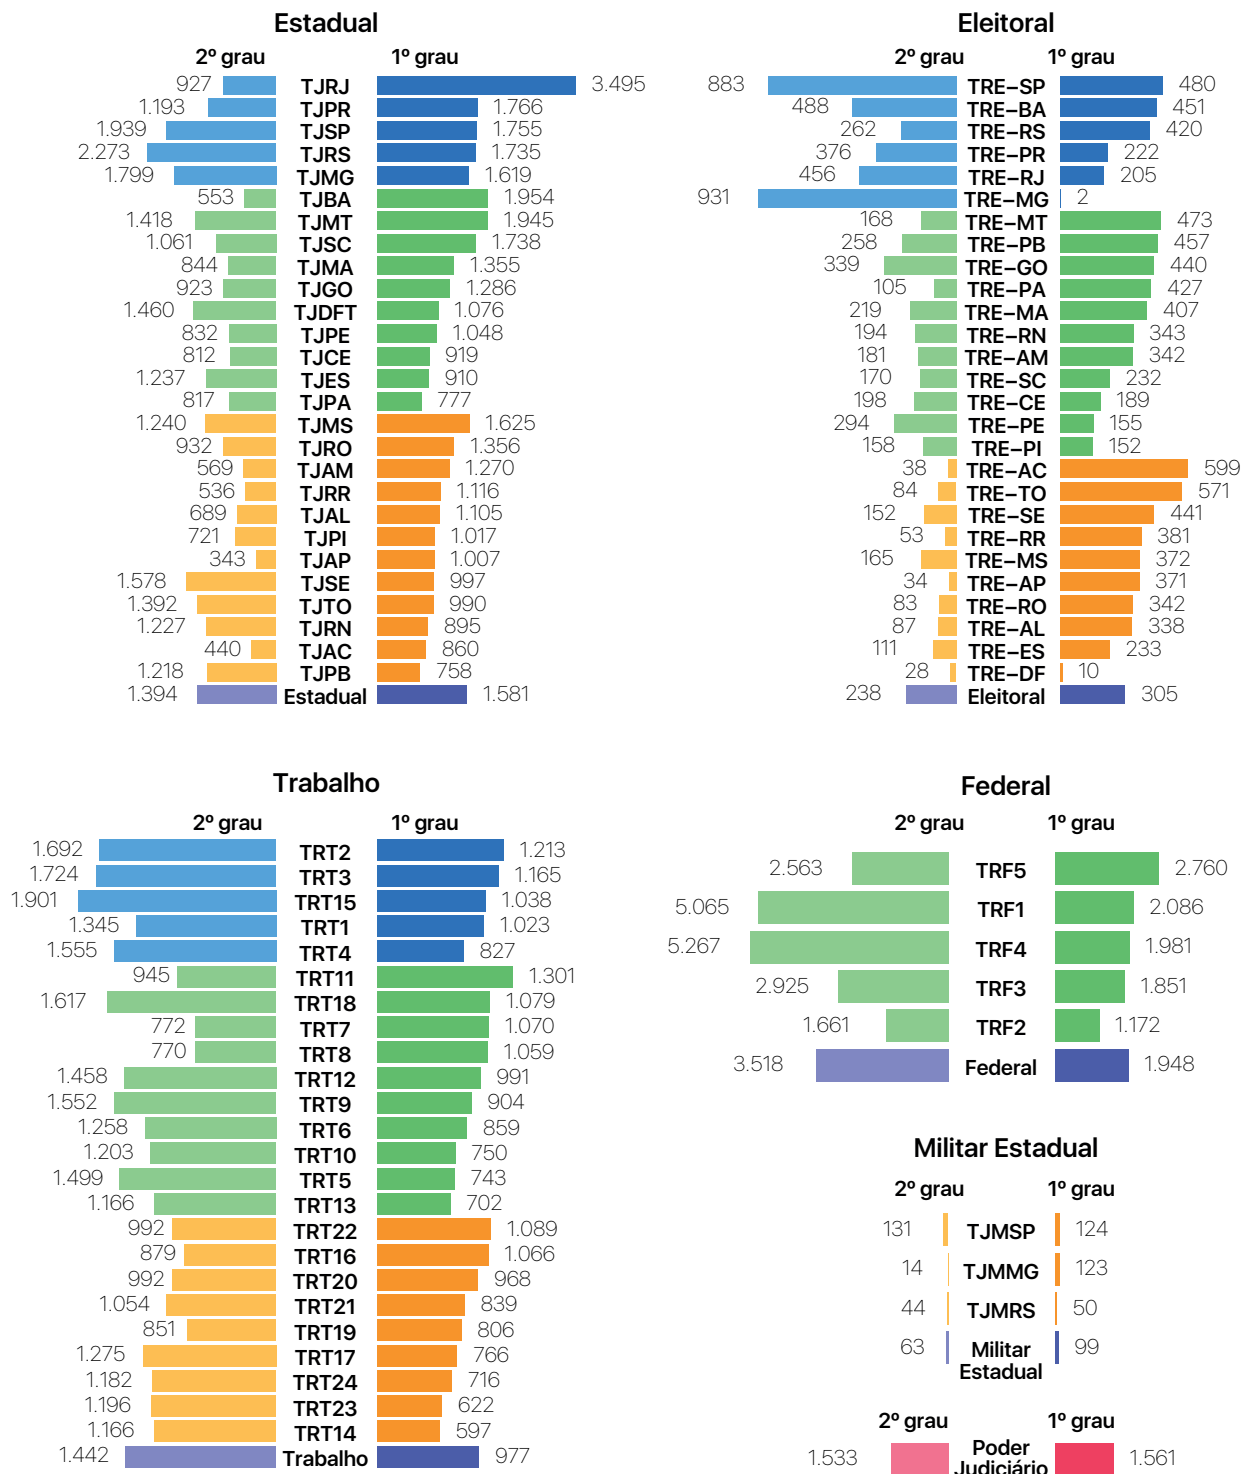 Estadual
2º grau 1º grau
927 TJRJ 3.495
1.193 TJPR 1.766
1.939 TJSP 1.755
2.273 TJRS 1.735
1.799 TJMG 1.619
553 TJBA 1.954
1.418 TJMT 1.945
1.061 TJSC 1.738
844 TJMA 1.355
923 TJGO 1.286
1.460 TJDFT 1.076
832 TJPE 1.048
812 TJCE 919
1.237 TJES 910
817 TJPA 777
1.240 TJMS 1.625
932 TJRO 1.356
569 TJAM 1.270
536 TJRR 1.116
689 TJAL 1.105
721 TJPI 1.017
343 TJAP 1.007
1.578 TJSE 997
1.392 TJTO 990
1.227 TJRN 895
440 TJAC 860
1.218 TJPB 758
1.394 Estadual 1.581
Eleitoral
2º grau 1º grau
883 TRE–SP 480
488 TRE–BA 451
262 TRE–RS 420
376 TRE–PR 222
456 TRE–RJ 205
931 TRE–MG 2
168 TRE–MT 473
258 TRE–PB 457
339 TRE–GO 440
105 TRE–PA 427
219 TRE–MA 407
194 TRE–RN 343
181 TRE–AM 342
170 TRE–SC 232
198 TRE–CE 189
294 TRE–PE 155
158 TRE–PI 152
38 TRE–AC 599
84 TRE–TO 571
152 TRE–SE 441
53 TRE–RR 381
165 TRE–MS 372
34 TRE–AP 371
83 TRE–RO 342
87 TRE–AL 338
111 TRE–ES 233
28 TRE–DF 10
238 Eleitoral 305
Trabalho
2º grau 1º grau
1.692 TRT2 1.213
1.724 TRT3 1.165
1.901 TRT15 1.038
1.345 TRT1 1.023
1.555 TRT4 827
945 TRT11 1.301
1.617 TRT18 1.079
772 TRT7 1.070
770 TRT8 1.059
1.458 TRT12 991
1.552 TRT9 904
1.258 TRT6 859
1.203 TRT10 750
1.499 TRT5 743
1.166 TRT13 702
992 TRT22 1.089
879 TRT16 1.066
992 TRT20 968
1.054 TRT21 839
851 TRT19 806
1.275 TRT17 766
1.182 TRT24 716
1.196 TRT23 622
1.166 TRT14 597
1.442 Trabalho 977
Federal
2º grau 1º grau
2.563 TRF5 2.760
5.065 TRF1 2.086
5.267 TRF4 1.981
2.925 TRF3 1.851
1.661 TRF2 1.172
3.518 Federal 1.948
Militar Estadual
2º grau 1º grau
131 TJMSP 124
14 TJMMG 123
44 TJMRS 50
63 Militar 99
Estadual
2º grau 1º grau
1.533 Poder 1.561
Judiciário